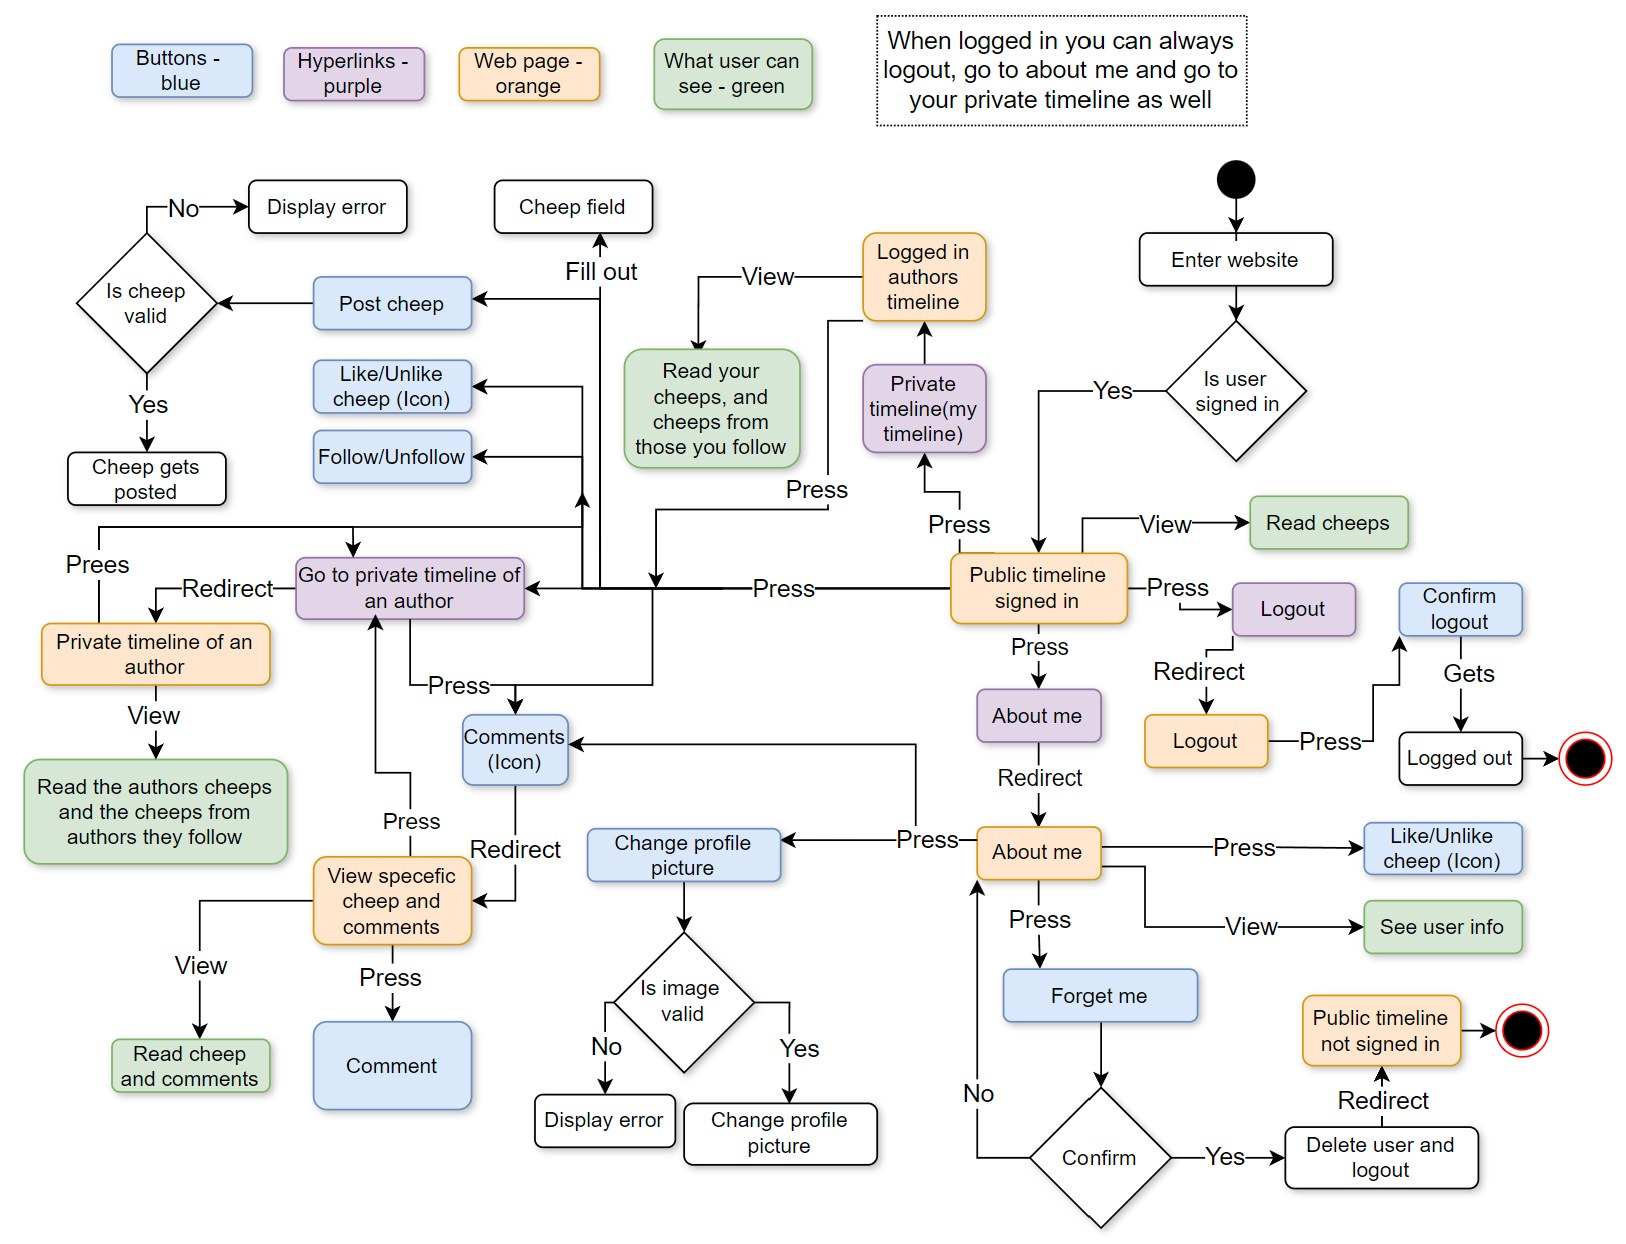 Buttons -
blue
Hyperlinks -
purple
Web page -
orange
What user can
see - green
When logged in you can always
logout, go to about me and go to
your private timeline as well
No
Display error
Cheep field
Fill out
Is cheep
valid
Post cheep
View
Logged in
authors
timeline
Enter website
Like/Unlike
cheep (Icon)
Read your
cheeps, and
cheeps from
those you follow
Private
timeline(my
timeline)
Yes
Is user
signed in
Yes
Follow/Unfollow
Cheep gets
posted
Press
Press
View
Read cheeps
Prees
Redirect
Go to private timeline of
an author
Press
Public timeline
signed in
Press
Logout
Confirm
logout
Private timeline of an
author
Press
Redirect
Gets
View
Press
About me
Comments
(Icon)
Logout
Press
Logged out
Redirect
Read the authors cheeps
and the cheeps from
authors they follow
Press
Redirect
Change profile
picture
Press
About me
Press
Like/Unlike
cheep (Icon)
View specefic
cheep and
comments
Press
View
See user info
View
Press
Is image
valid
Forget me
Public timeline
not signed in
No
Yes
Read cheep
and comments
Comment
No
Redirect
Display error
Change profile
picture
Confirm
Yes
Delete user and
logout